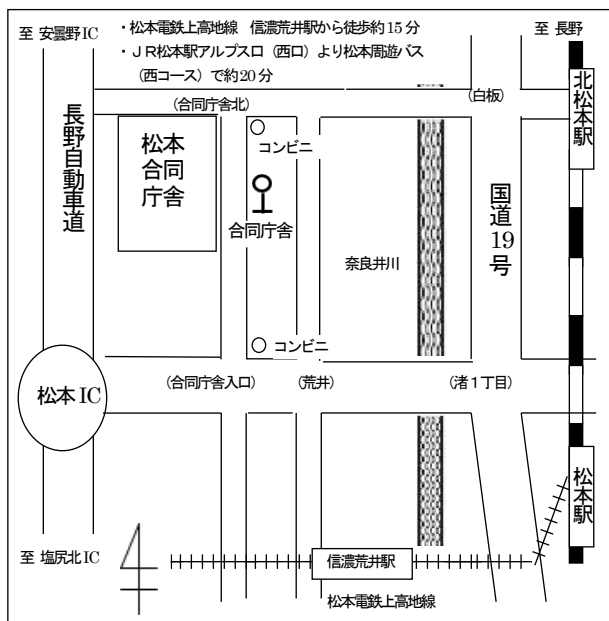 ・松本電鉄上高地線 信濃荒井駅から徒歩約15分
・JR松本駅アルプス口（西口）より松本周遊バス
（西コース）で約20分
至 安曇野IC
至 長野
（合同庁舎北）
（白板）
北松本駅
長野自動車道
松本
合同
庁舎
コンビニ
合同庁舎
国道19号
奈良井川
コンビニ
松本IC
（合同庁舎入口）
（荒井）
（渚1丁目）
松本駅
至 塩尻北IC
信濃荒井駅
松本電鉄上高地線